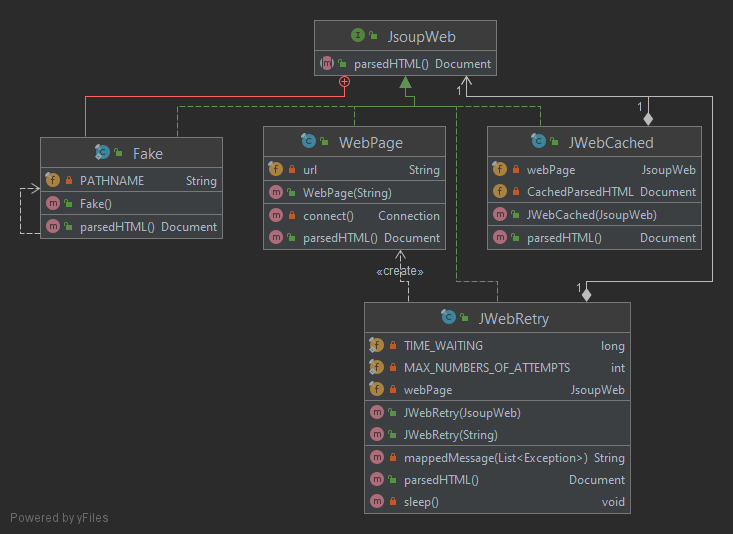 JsoupWeb
parsedHTML() Document
1
1
Fake
PATHNAME String
Fake()
parsedHTML() Document
WebPage
url String
WebPage(String)
connect() Connection
parsedHTML() Document
JWebCached
webPage JsoupWeb
CachedParsedHTML Document
JWebCached(JsoupWeb)
parsedHTML() Document
«create»
1
JWebRetry
TIME_WAITING long
MAX_NUMBERS_OF_ATTEMPTS int
webPage JsoupWeb
JWebRetry(JsoupWeb)
JWebRetry(String)
mappedMessage(List<Exception>) String
parsedHTML() Document
sleep() void
Powered by yFiles